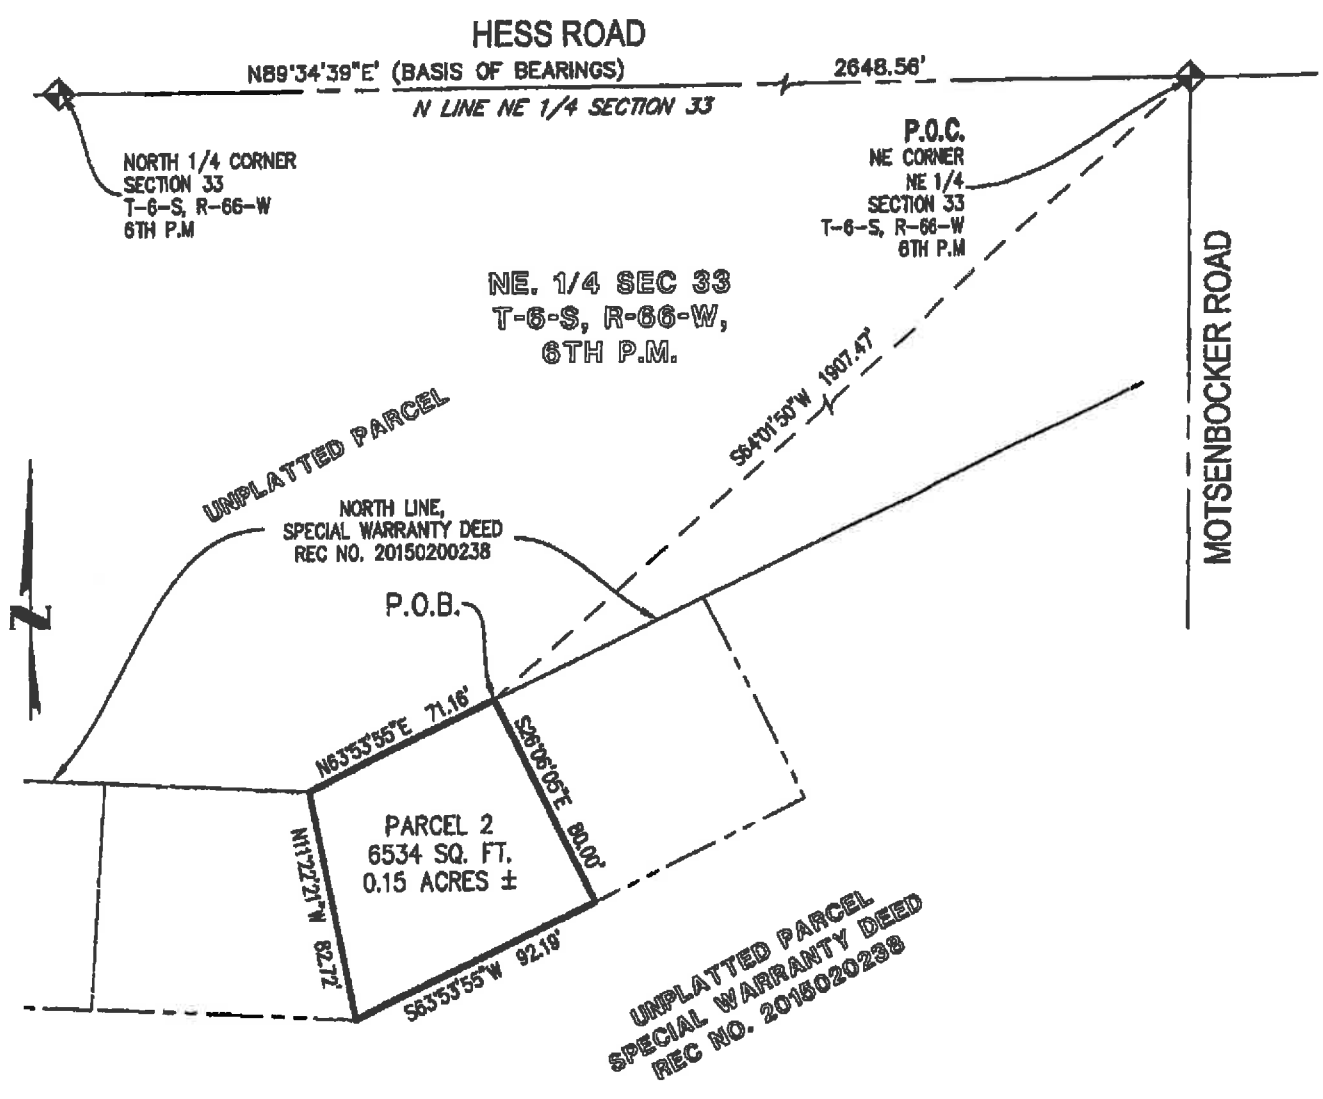 HESS ROAD
N89°34'39"E' (BASIS OF BEARINGS)
2648.56'
N LINE NE 1/4 SECTION 33
NORTH 1/4 CORNER
SECTION 33
T-6-S, R-66-W
6TH P.M
P.O.C.
NE CORNER
NE 1/4
SECTION 33
T-6-S, R-66-W
6TH P.M
NE. 1/4 SEC 33
T-6-S, R-66-W,
6TH P.M.
MOTSENBOCKER ROAD
S64°01'50"W 1907.47'
UNPLATTED PARCEL
NORTH LINE,
SPECIAL WARRANTY DEED
REC NO. 20150200238
Z
P.O.B.
N63°53'55"E 71.16'
S26°06'05"E 80.00'
PARCEL 2
6534 SQ. FT.
0.15 ACRES ±
N11°22'21"W 82.72'
S63°53'55"W 92.19'
UNPLATTED PARCEL
SPECIAL WARRANTY DEED
REC NO. 2015020238